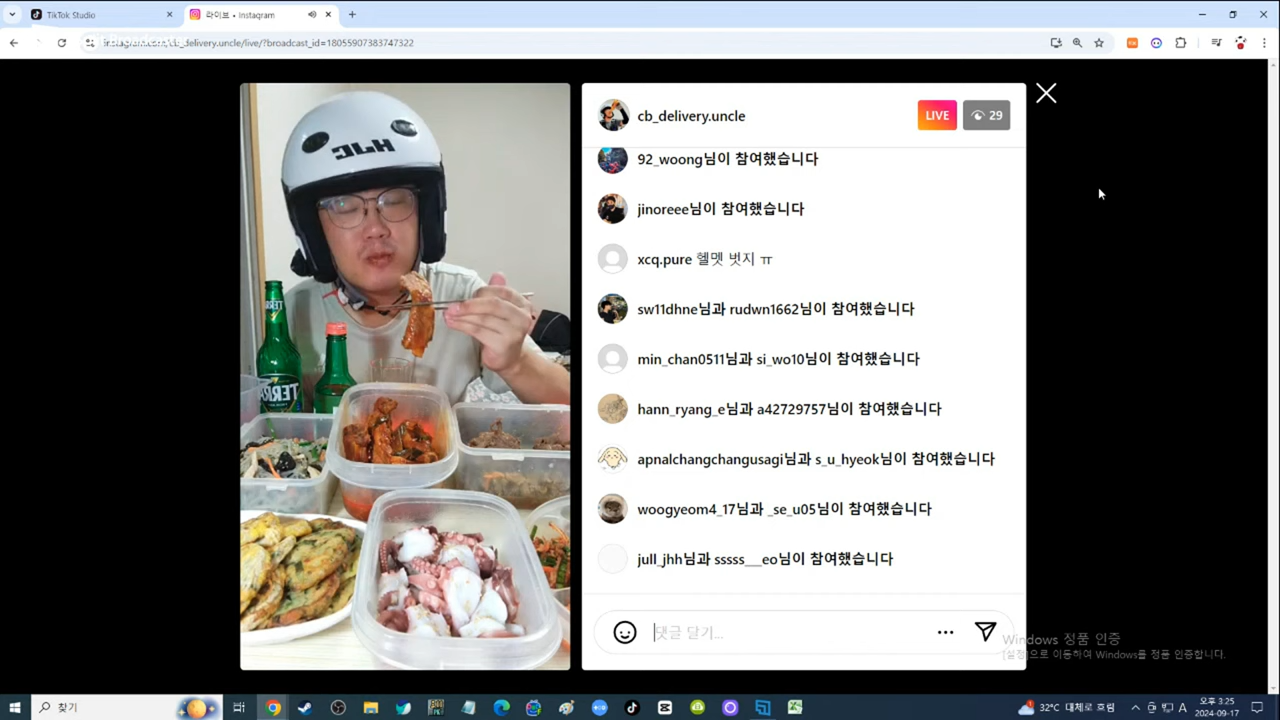 TikTok Studio
라이브 • Instagram
_delivery.uncle/live/?broadcast_id=18055907383747322
cb_delivery.uncle
LIVE
29
92_woong님이 참여했습니다
jinoreee님이 참여했습니다
xcq.pure 헬멧 벗지 ㅠ
sw11dhne님과 rudwn1662님이 참여했습니다
min_chan0511님과 si_wo10님이 참여했습니다
hann_ryang_e님과 a42729757님이 참여했습니다
apnalchangchangusagi님과 s_u_hyeok님이 참여했습니다
woogyeom4_17님과 _se_u05님이 참여했습니다
jull_jhh님과 sssss__eo님이 참여했습니다
댓글 달기...
HJC
TERRA
Windows 정품 인증
[설정]으로 이동하여 Windows를 정품 인증합니다.
찾기
32°C 대체로 흐림
A
오후 3:25
2024-09-17